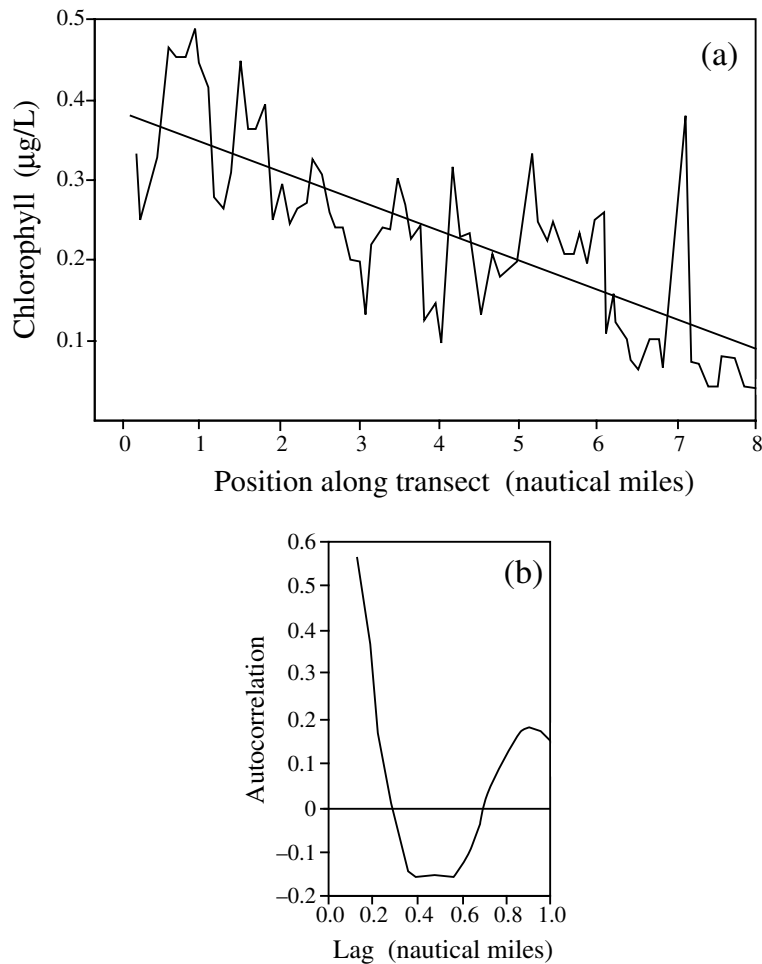 (a)
Chlorophyll (µg/L)
0.5
0.4
0.3
0.2
0.1
0 1 2 3 4 5 6 7 8
Position along transect (nautical miles)
(b)
Autocorrelation
0.6
0.5
0.4
0.3
0.2
0.1
0
–0.1
–0.2
0.0 0.2 0.4 0.6 0.8 1.0
Lag (nautical miles)